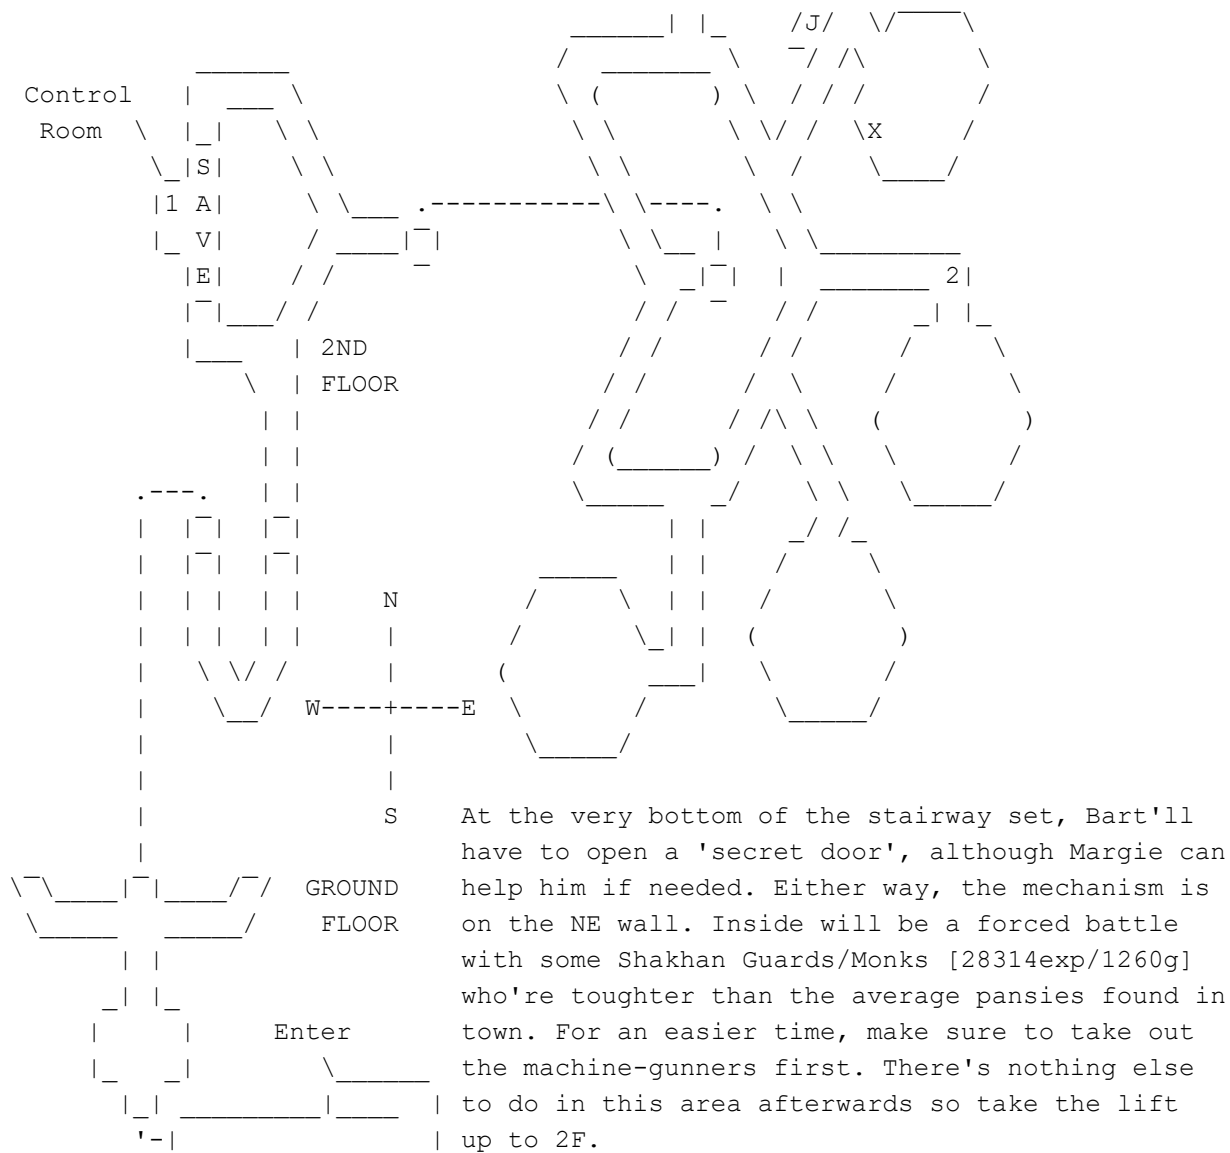 J
Control
Room
X
S
1 A
V
E
2
2ND
FLOOR
N
W----+----E
S
At the very bottom of the stairway set, Bart'll
have to open a 'secret door', although Margie can
GROUND
FLOOR
help him if needed. Either way, the mechanism is
on the NE wall. Inside will be a forced battle
with some Shakhan Guards/Monks [28314exp/1260g]
who're toughter than the average pansies found in
Enter
town. For an easier time, make sure to take out
the machine-gunners first. There's nothing else
to do in this area afterwards so take the lift
up to 2F.